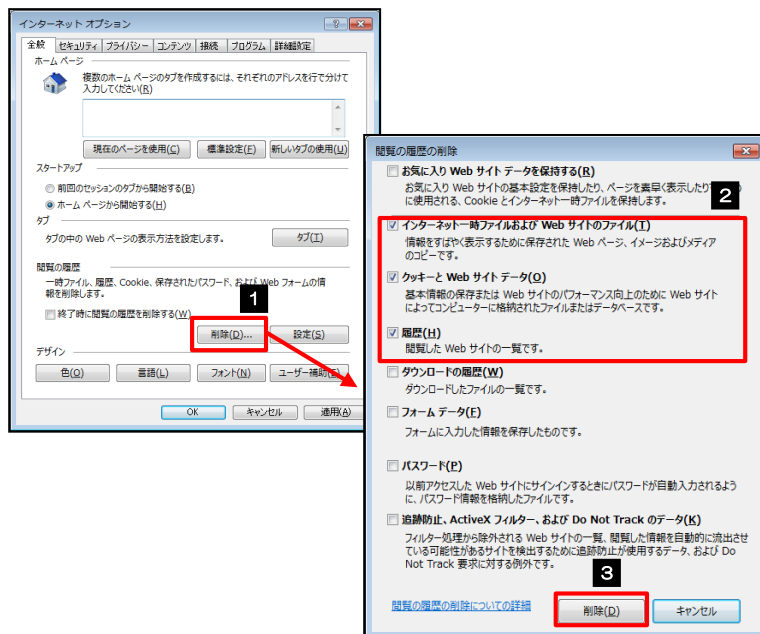 インターネット オプション
全般 セキュリティ プライバシー コンテンツ 接続 プログラム 詳細設定
ホーム ページ
複数のホーム ページのタブを作成するには、それぞれのアドレスを行で分けて
入力してください(R)
現在のページを使用(C) 標準設定(F) 新しいタブの使用(U)
スタートアップ
前回のセッションのタブから開始する(B)
ホーム ページから開始する(H)
タブ
タブの中の Web ページの表示方法を設定します。 タブ(T)
閲覧の履歴
一時ファイル、履歴、Cookie、保存されたパスワード、および Web フォームの情
報を削除します。
1
終了時に閲覧の履歴を削除する(W)
削除(D)... 設定(S)
デザイン
色(O) 言語(L) フォント(N) ユーザー補助(E)
OK キャンセル 適用(A)
閲覧の履歴の削除
お気に入り Web サイト データを保持する(R)
お気に入り Web サイトの基本設定を保持したり、ページを素早く表示したり
に使用される、Cookie とインターネット一時ファイルを保持します。
2
インターネット一時ファイルおよび Web サイトのファイル(T)
情報をすばやく表示するために保存された Web ページ、イメージおよびメディア
のコピーです。
クッキーと Web サイト データ(O)
基本情報の保存または Web サイトのパフォーマンス向上のために Web サイト
によってコンピューターに格納されたファイルまたはデータベースです。
履歴(H)
閲覧した Web サイトの一覧です。
ダウンロードの履歴(W)
ダウンロードしたファイルの一覧です。
フォーム データ(F)
フォームに入力した情報を保存したものです。
パスワード(P)
以前アクセスした Web サイトにサインインするときにパスワードが自動入力されるよう
に、パスワード情報を格納したファイルです。
追跡防止、ActiveX フィルター、および Do Not Track のデータ(K)
フィルター処理から除外される Web サイトの一覧、閲覧した情報を自動的に流出させ
ている可能性があるサイトを検出するために追跡防止が使用するデータ、および Do
Not Track 要求に対する例外です。
3
閲覧の履歴の削除についての詳細
削除(D) キャンセル